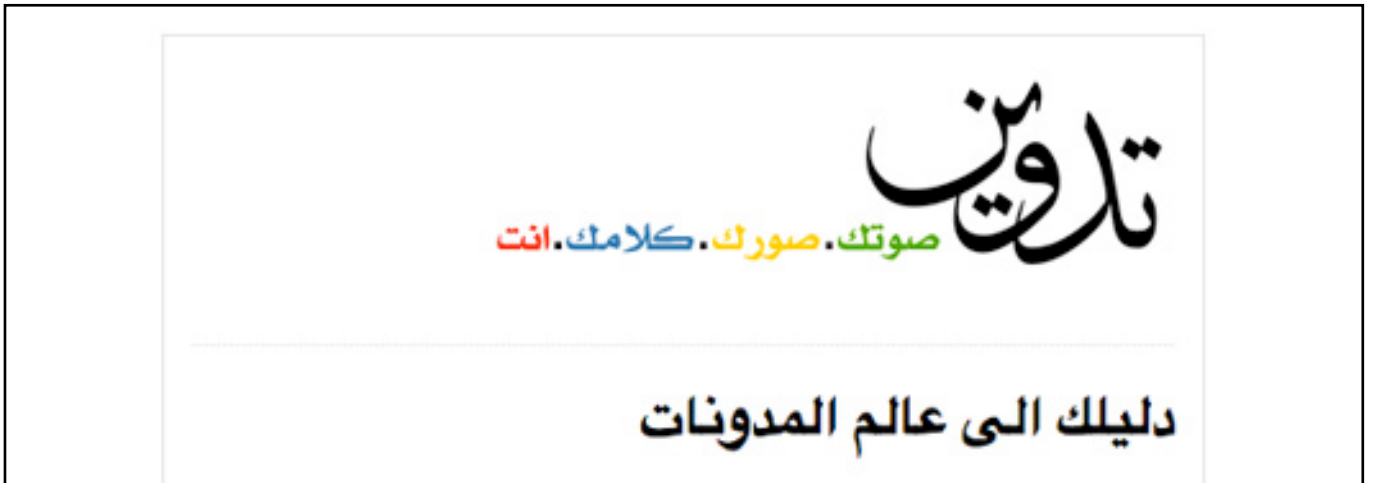 تدوين
صوتك.صورك.كلامك.انت
دليلك الى عالم المدونات